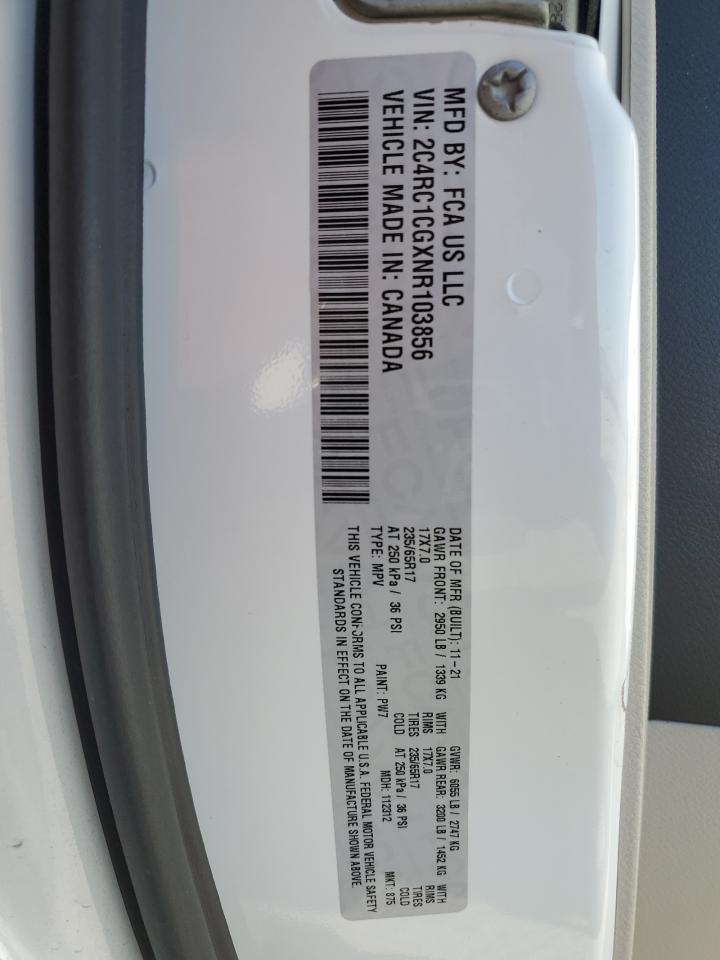 MFD BY: FCA US LLC
VIN: 2C4RC1CGXNR103856
VEHICLE MADE IN: CANADA
DATE OF MFR (BUILT): 11-21 GVWR: 6055 LB / 2747 KG
GAWR FRONT: 2950 LB / 1339 KG WITH GAWR REAR: 3200 LB / 1452 KG WITH
17X7.0 RIMS 17X7.0 RIMS
235/65R17 TIRES 235/65R17 TIRES
AT 250 kPa / 36 PSI COLD AT 250 kPa / 36 PSI COLD
TYPE: MPV PAINT: PW7 MDH: 112312 MKT: 875
THIS VEHICLE CONFORMS TO ALL APPLICABLE U.S.A. FEDERAL MOTOR VEHICLE SAFETY
STANDARDS IN EFFECT ON THE DATE OF MANUFACTURE SHOWN ABOVE.